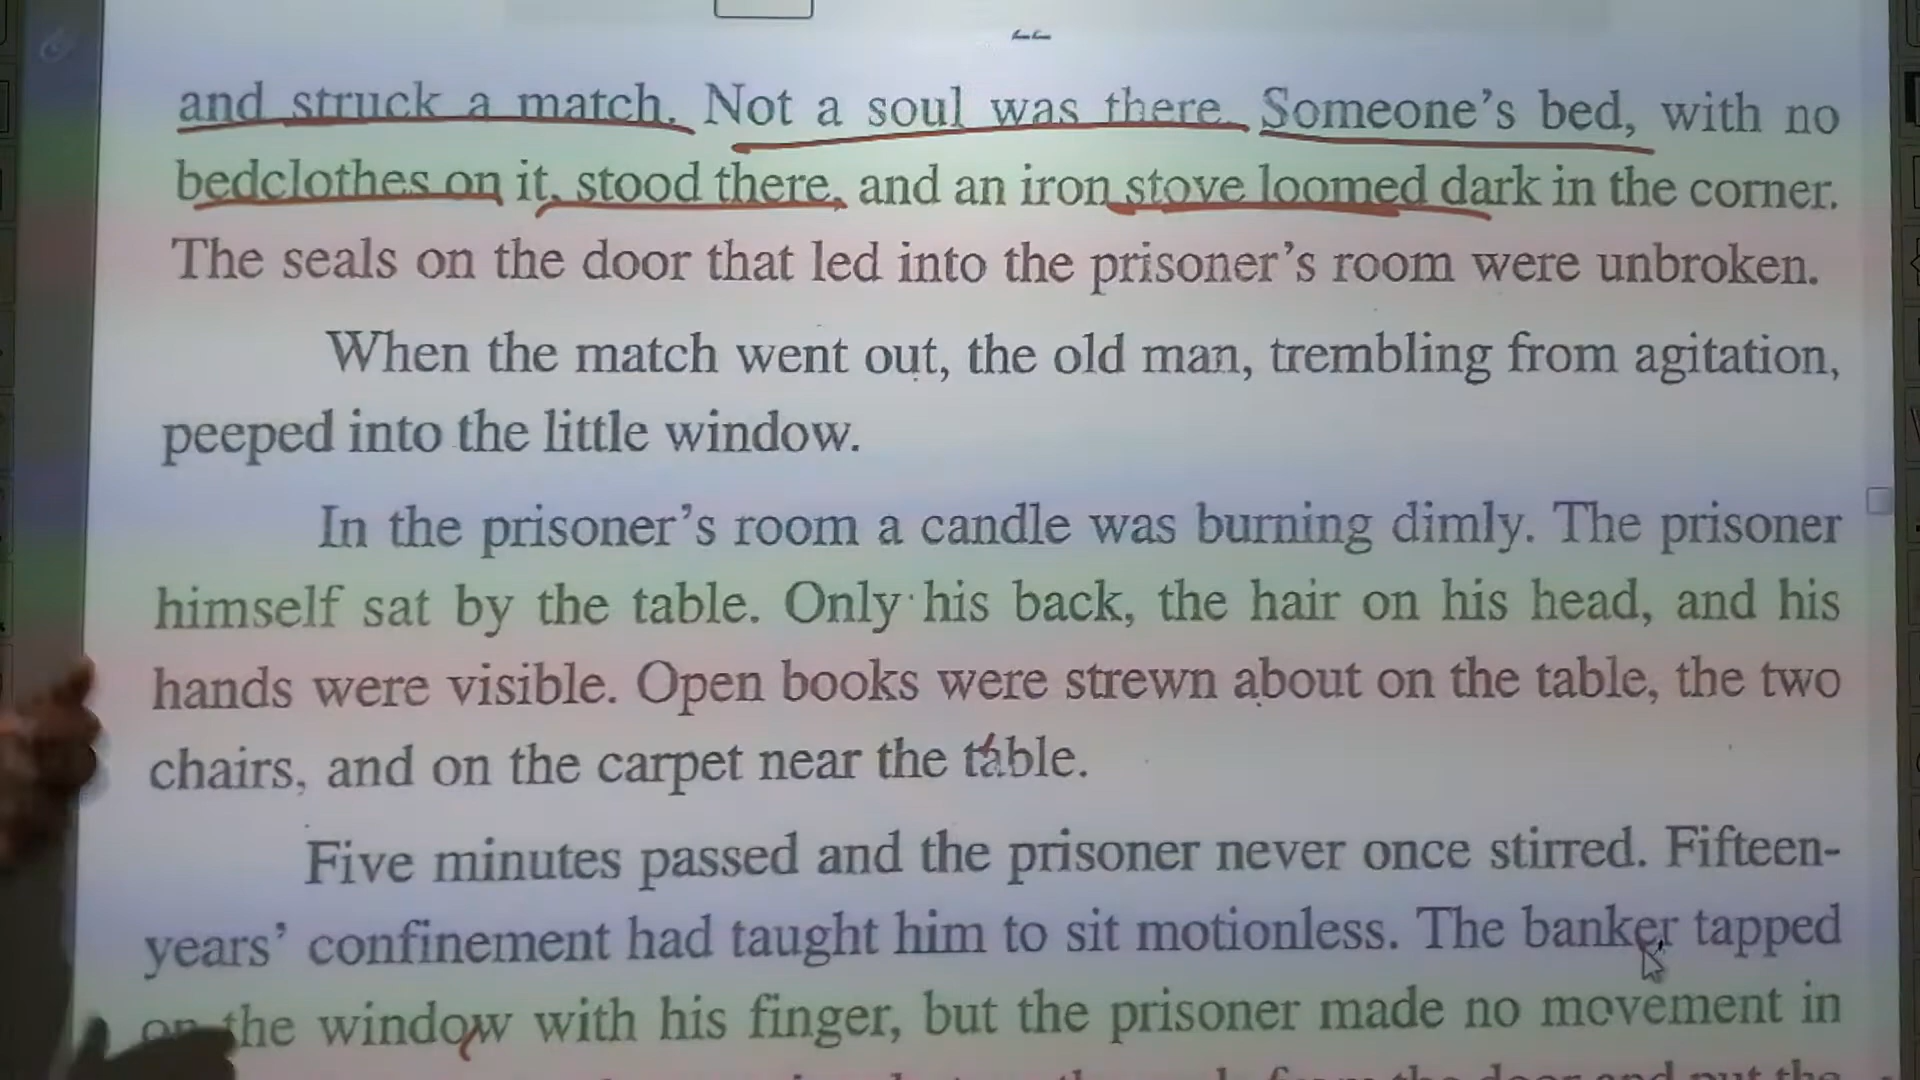 and struck a match. Not a soul was there. Someone's bed, with no
bedclothes on it, stood there, and an iron stove loomed dark in the corner.
The seals on the door that led into the prisoner's room were unbroken.
When the match went out, the old man, trembling from agitation,
peeped into the little window.
In the prisoner's room a candle was burning dimly. The prisoner
himself sat by the table. Only his back, the hair on his head, and his
hands were visible. Open books were strewn about on the table, the two
chairs, and on the carpet near the table.
Five minutes passed and the prisoner never once stirred. Fifteen-
years' confinement had taught him to sit motionless. The banker tapped
on the window with his finger, but the prisoner made no movement in